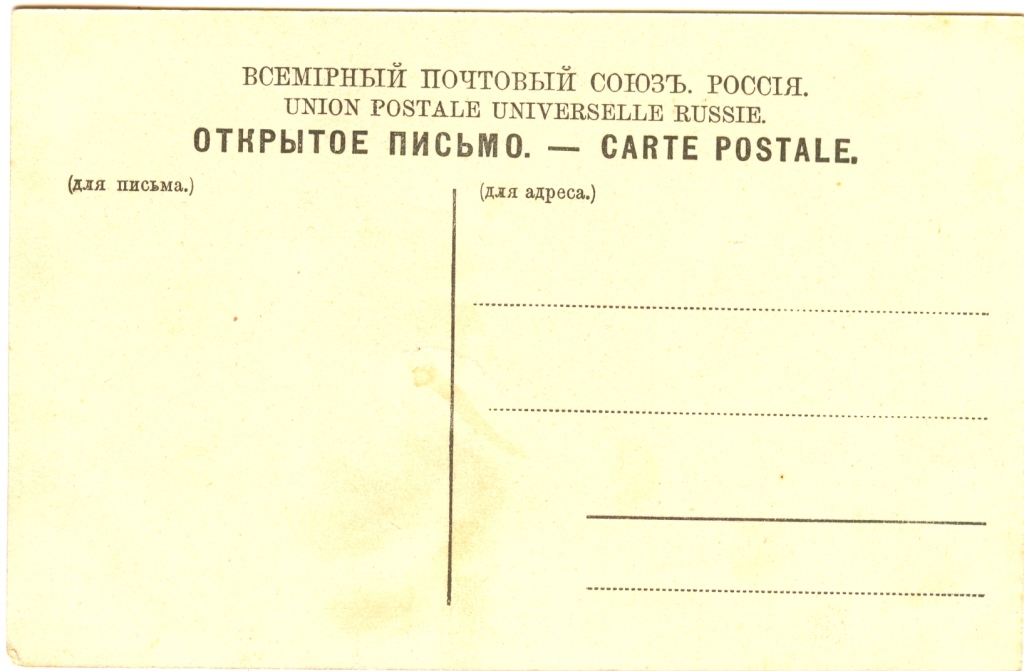 ВСЕМІРНЫЙ ПОЧТОВЫЙ СОЮЗЪ. РОССІЯ.
UNION POSTALE UNIVERSELLE RUSSIE.
ОТКРЫТОЕ ПИСЬМО. — CARTE POSTALE.
(для письма.)
(для адреса.)